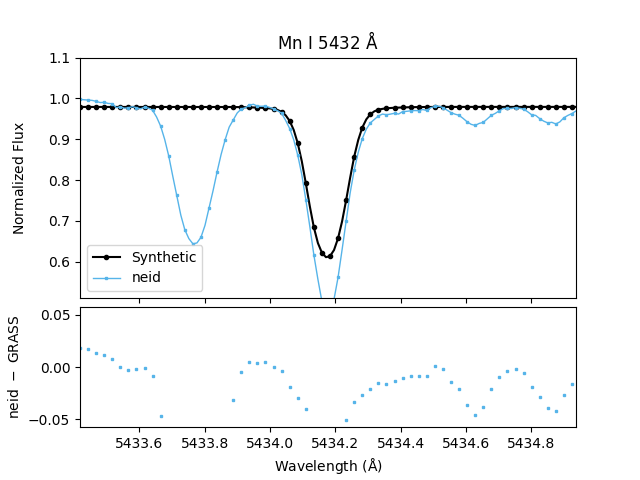 Mn I 5432 Å
1.1
1.0
0.9
0.8
0.7
0.6
Normalized Flux
Synthetic
neid
0.05
0.00
−0.05
neid − GRASS
5433.6 5433.8 5434.0 5434.2 5434.4 5434.6 5434.8
Wavelength (Å)